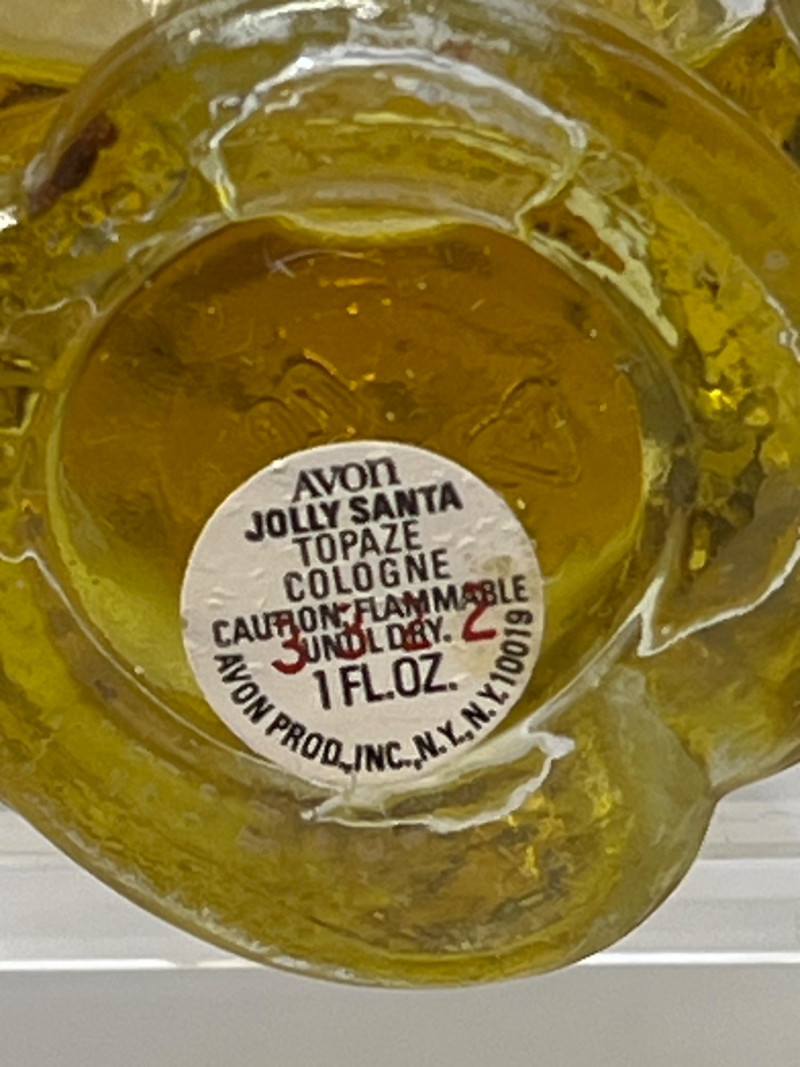 AVON
JOLLY SANTA
TOPAZE
COLOGNE
CAUTION: FLAMMABLE
UNTIL DRY.
1 FL.OZ.
AVON PROD.,INC.,N.Y.,N.Y.10019